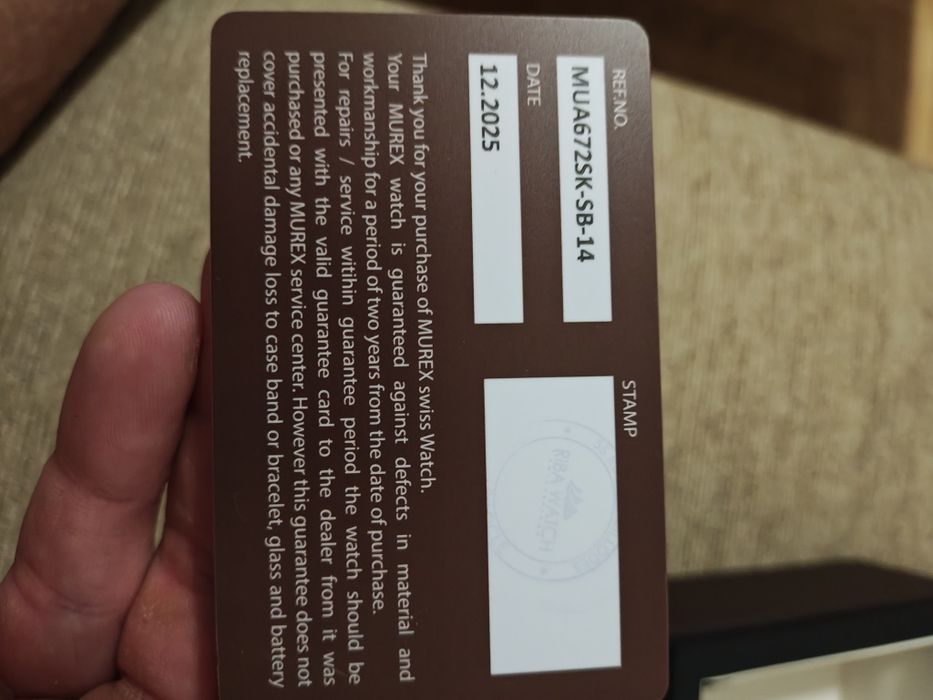 REF.NO.
MUA672SK-SB-14
DATE
12.2025
STAMP
RIBA WATCH
Thank you for your purchase of MUREX swiss Watch.
Your MUREX watch is guaranteed against defects in material and
workmanship for a period of two years from the date of purchase.
For repairs / service witihin guarantee period the watch should be
presented with the valid guarantee card to the dealer from it was
purchased or any MUREX service center. However this guarantee does not
cover accidental damage loss to case band or bracelet, glass and battery
replacement.